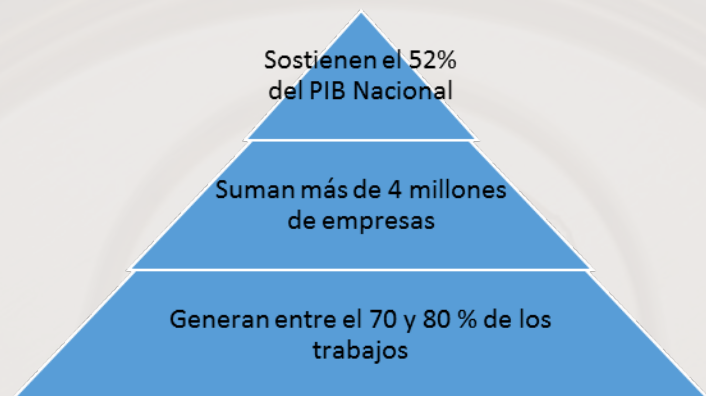 Sostienen el 52%
del PIB Nacional
Suman más de 4 millones
de empresas
Generan entre el 70 y 80 % de los
trabajos